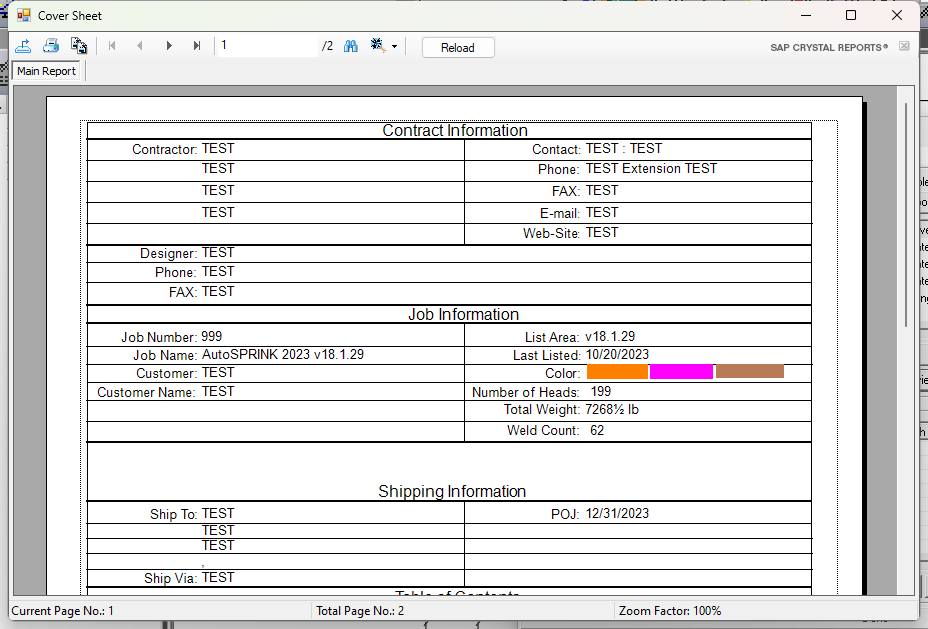 Cover Sheet
1 /2 Reload SAP CRYSTAL REPORTS®
Main Report
Contract Information
Contractor: TEST Contact: TEST : TEST
TEST Phone: TEST Extension TEST
TEST FAX: TEST
TEST E-mail: TEST
Web-Site: TEST
Designer: TEST
Phone: TEST
FAX: TEST
Job Information
Job Number: 999 List Area: v18.1.29
Job Name: AutoSPRINK 2023 v18.1.29 Last Listed: 10/20/2023
Customer: TEST Color:
Customer Name: TEST Number of Heads: 199
Total Weight: 7268½ lb
Weld Count: 62
Shipping Information
Ship To: TEST POJ: 12/31/2023
TEST
TEST
,
Ship Via: TEST
Table of Contents
Current Page No.: 1 Total Page No.: 2 Zoom Factor: 100%